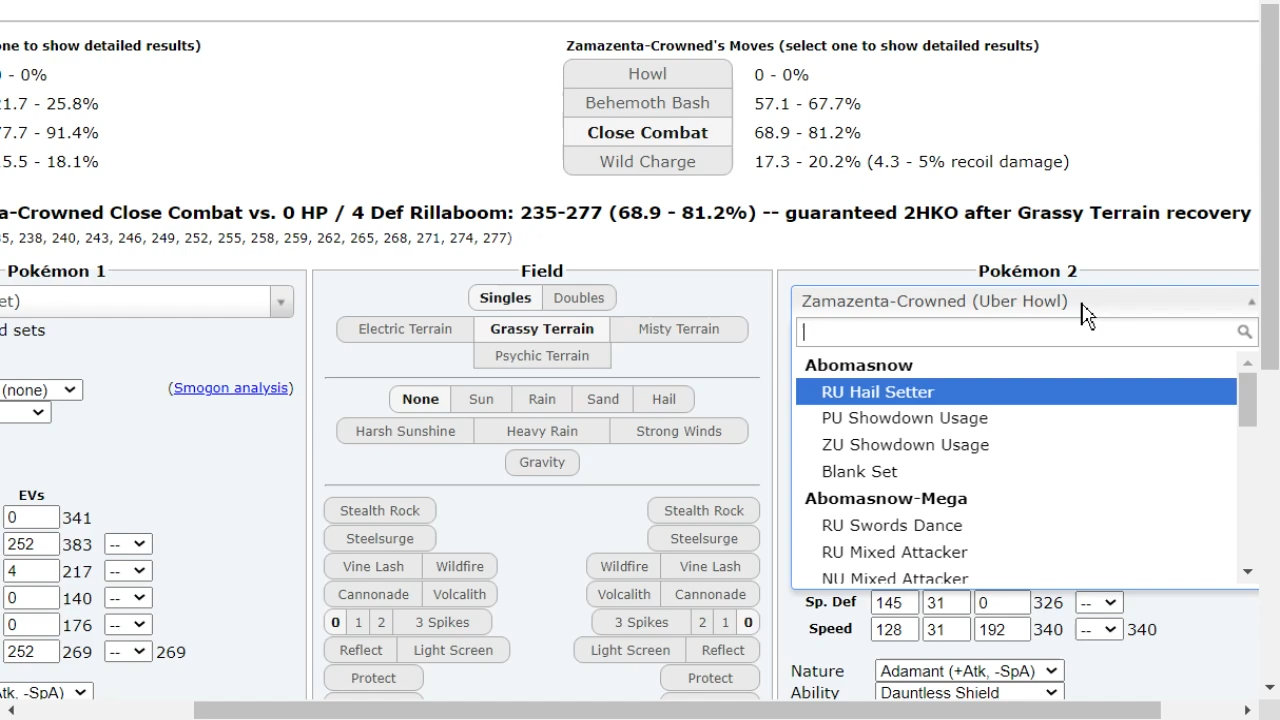 one to show detailed results)
Zamazenta-Crowned's Moves (select one to show detailed results)
- 0%
Howl
0 - 0%
1.7 - 25.8%
Behemoth Bash
57.1 - 67.7%
7.7 - 91.4%
Close Combat
68.9 - 81.2%
5.5 - 18.1%
Wild Charge
17.3 - 20.2% (4.3 - 5% recoil damage)
a-Crowned Close Combat vs. 0 HP / 4 Def Rillaboom: 235-277 (68.9 - 81.2%) -- guaranteed 2HKO after Grassy Terrain recovery
5, 238, 240, 243, 246, 249, 252, 255, 258, 259, 262, 265, 268, 271, 274, 277)
Pokémon 1
et)
d sets
(none)
(Smogon analysis)
EVs
0 341
252 383 --
4 217 --
0 140 --
0 176 --
252 269 -- 269
tk, -SpA)
Field
Singles Doubles
Electric Terrain Grassy Terrain Misty Terrain
Psychic Terrain
None Sun Rain Sand Hail
Harsh Sunshine Heavy Rain Strong Winds
Gravity
Stealth Rock Stealth Rock
Steelsurge Steelsurge
Vine Lash Wildfire Wildfire Vine Lash
Cannonade Volcalith Volcalith Cannonade
0 1 2 3 Spikes 3 Spikes 2 1 0
Reflect Light Screen Light Screen Reflect
Protect Protect
Pokémon 2
Zamazenta-Crowned (Uber Howl)
Abomasnow
RU Hail Setter
PU Showdown Usage
ZU Showdown Usage
Blank Set
Abomasnow-Mega
RU Swords Dance
RU Mixed Attacker
NU Mixed Attacker
Sp. Def 145 31 0 326 --
Speed 128 31 192 340 -- 340
Nature Adamant (+Atk, -SpA)
Ability Dauntless Shield